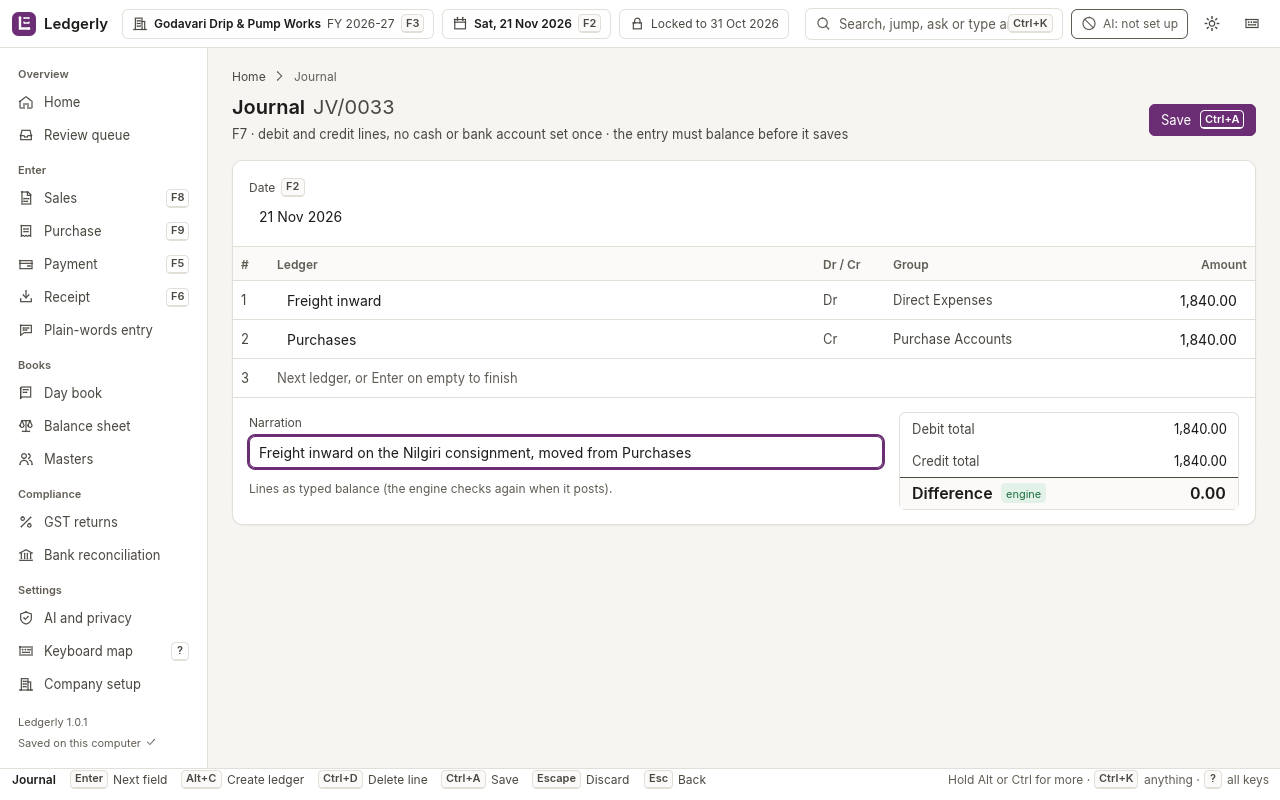 Ledgerly
Godavari Drip & Pump Works FY 2026-27 F3
Sat, 21 Nov 2026 F2
Locked to 31 Oct 2026
Search, jump, ask or type a Ctrl+K
AI: not set up
Overview
Home
Review queue
Enter
Sales F8
Purchase F9
Payment F5
Receipt F6
Plain-words entry
Books
Day book
Balance sheet
Masters
Compliance
GST returns
Bank reconciliation
Settings
AI and privacy
Keyboard map ?
Company setup
Ledgerly 1.0.1
Saved on this computer
Home Journal
Journal JV/0033
F7 · debit and credit lines, no cash or bank account set once · the entry must balance before it saves
Save Ctrl+A
Date F2
21 Nov 2026
# Ledger Dr / Cr Group Amount
1 Freight inward Dr Direct Expenses 1,840.00
2 Purchases Cr Purchase Accounts 1,840.00
3 Next ledger, or Enter on empty to finish
Narration
Freight inward on the Nilgiri consignment, moved from Purchases
Lines as typed balance (the engine checks again when it posts).
Debit total 1,840.00
Credit total 1,840.00
Difference engine 0.00
Journal Enter Next field Alt+C Create ledger Ctrl+D Delete line Ctrl+A Save Escape Discard Esc Back
Hold Alt or Ctrl for more · Ctrl+K anything · ? all keys